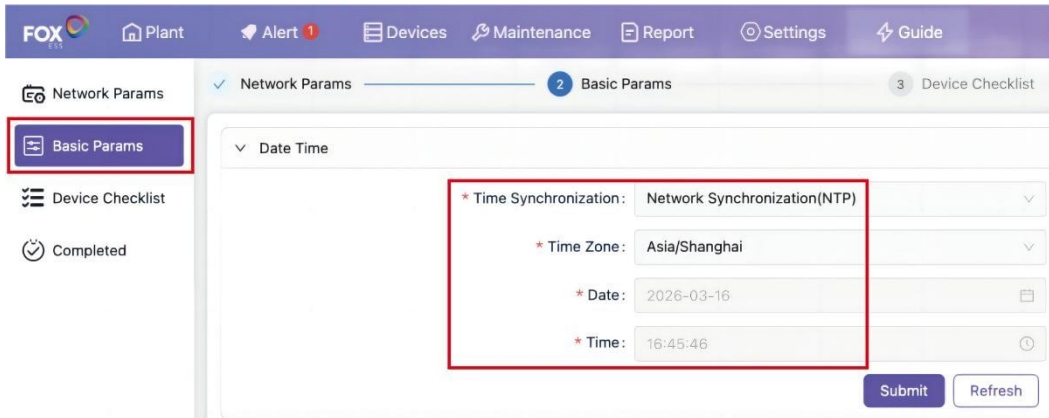 FOX
ESS
Plant
Alert 1
Devices
Maintenance
Report
Settings
Guide
Network Params
Basic Params
Device Checklist
Completed
Network Params
2 Basic Params
3 Device Checklist
Date Time
* Time Synchronization: Network Synchronization(NTP)
* Time Zone: Asia/Shanghai
* Date: 2026-03-16
* Time: 16:45:46
Submit
Refresh